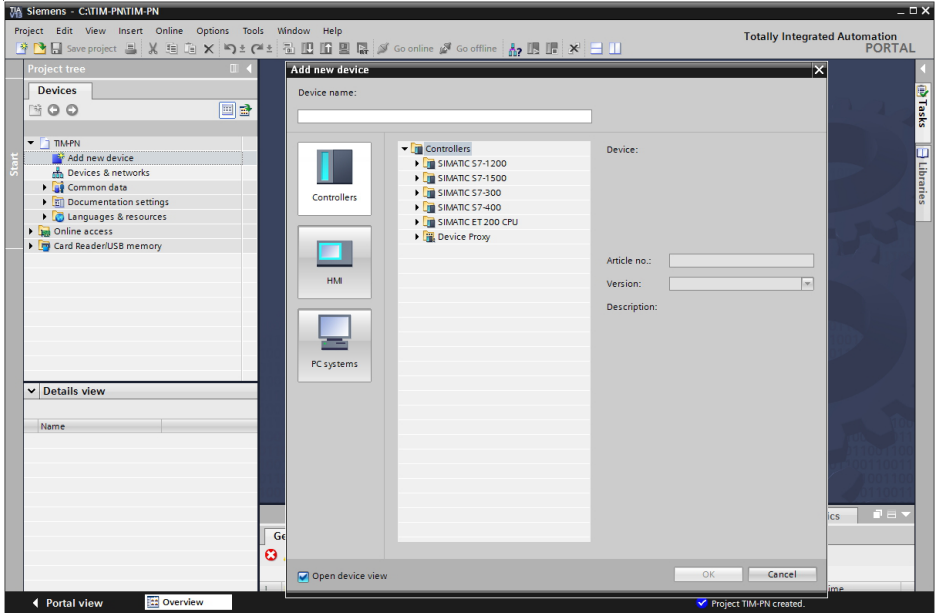 Siemens - C:\TIM-PN\TIM-PN
Project Edit View Insert Online Options Tools Window Help
Totally Integrated Automation
PORTAL
Save project
Go online
Go offline
Project tree
Devices
TIM-PN
Add new device
Devices & networks
Common data
Documentation settings
Languages & resources
Online access
Card Reader/USB memory
Start
Details view
Name
Add new device
Device name:
Controllers
HMI
PC systems
Controllers
SIMATIC S7-1200
SIMATIC S7-1500
SIMATIC S7-300
SIMATIC S7-400
SIMATIC ET 200 CPU
Device Proxy
Device:
Article no.:
Version:
Description:
Open device view
OK
Cancel
Tasks
Libraries
Ge
ics
ime
Portal view
Overview
Project TIM-PN created.